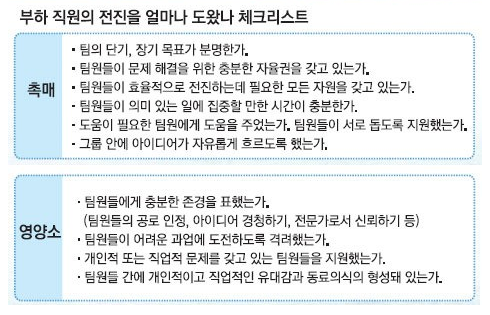 부하 직원의 전진을 얼마나 도왔나 체크리스트
촉매
· 팀의 단기, 장기 목표가 분명한가.
· 팀원들이 문제 해결을 위한 충분한 자율권을 갖고 있는가.
· 팀원들이 효율적으로 전진하는데 필요한 모든 자원을 갖고 있는가.
· 팀원들이 의미 있는 일에 집중할 만한 시간이 충분한가.
· 도움이 필요한 팀원에게 도움을 주었는가. 팀원들이 서로 돕도록 지원했는가.
· 그룹 안에 아이디어가 자유롭게 흐르도록 했는가.
영양소
· 팀원들에게 충분한 존경을 표했는가.
(팀원들의 공로 인정, 아이디어 경청하기, 전문가로서 신뢰하기 등)
· 팀원들이 어려운 과업에 도전하도록 격려했는가.
· 개인적 또는 직업적 문제를 갖고 있는 팀원들을 지원했는가.
· 팀원들 간에 개인적이고 직업적인 유대감과 동료의식의 형성돼 있는가.